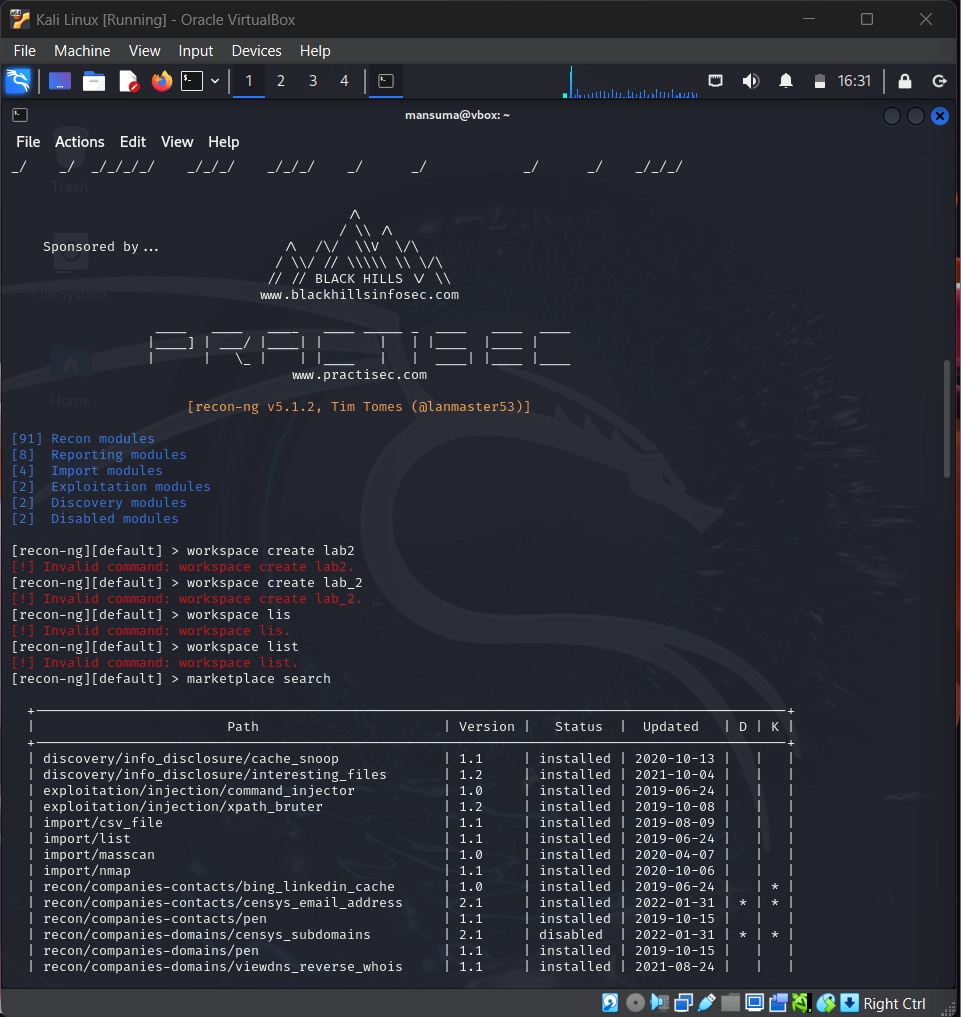 Kali Linux [Running] - Oracle VirtualBox
File Machine View Input Devices Help
1 2 3 4 16:31
mansuma@vbox: ~
File Actions Edit View Help
_/    _/  _/_/_/_/    _/_/_/    _/_/_/    _/      _/            _/      _/    _/_/_/
Trash
/\
/ \\ /\
Sponsored by... /\  /\/  \\V  \/\
/ \\/ // \\\\\ \\ \/\
// // BLACK HILLS \/ \\
www.blackhillsinfosec.com
File System
PRACTISEC
www.practisec.com
Home
[recon-ng v5.1.2, Tim Tomes (@lanmaster53)]
[91] Recon modules
[8]  Reporting modules
[4]  Import modules
[2]  Exploitation modules
[2]  Discovery modules
[2]  Disabled modules
[recon-ng][default] > workspace create lab2
[!] Invalid command: workspace create lab2.
[recon-ng][default] > workspace create lab_2
[!] Invalid command: workspace create lab_2.
[recon-ng][default] > workspace lis
[!] Invalid command: workspace lis.
[recon-ng][default] > workspace list
[!] Invalid command: workspace list.
[recon-ng][default] > marketplace search
| Path | Version | Status | Updated | D | K |
| discovery/info_disclosure/cache_snoop | 1.1 | installed | 2020-10-13 | | |
| discovery/info_disclosure/interesting_files | 1.2 | installed | 2021-10-04 | | |
| exploitation/injection/command_injector | 1.0 | installed | 2019-06-24 | | |
| exploitation/injection/xpath_bruter | 1.2 | installed | 2019-10-08 | | |
| import/csv_file | 1.1 | installed | 2019-08-09 | | |
| import/list | 1.1 | installed | 2019-06-24 | | |
| import/masscan | 1.0 | installed | 2020-04-07 | | |
| import/nmap | 1.1 | installed | 2020-10-06 | | |
| recon/companies-contacts/bing_linkedin_cache | 1.0 | installed | 2019-06-24 | | * |
| recon/companies-contacts/censys_email_address | 2.1 | installed | 2022-01-31 | * | * |
| recon/companies-contacts/pen | 1.1 | installed | 2019-10-15 | | |
| recon/companies-domains/censys_subdomains | 2.1 | disabled | 2022-01-31 | * | * |
| recon/companies-domains/pen | 1.1 | installed | 2019-10-15 | | |
| recon/companies-domains/viewdns_reverse_whois | 1.1 | installed | 2021-08-24 | | |
Right Ctrl